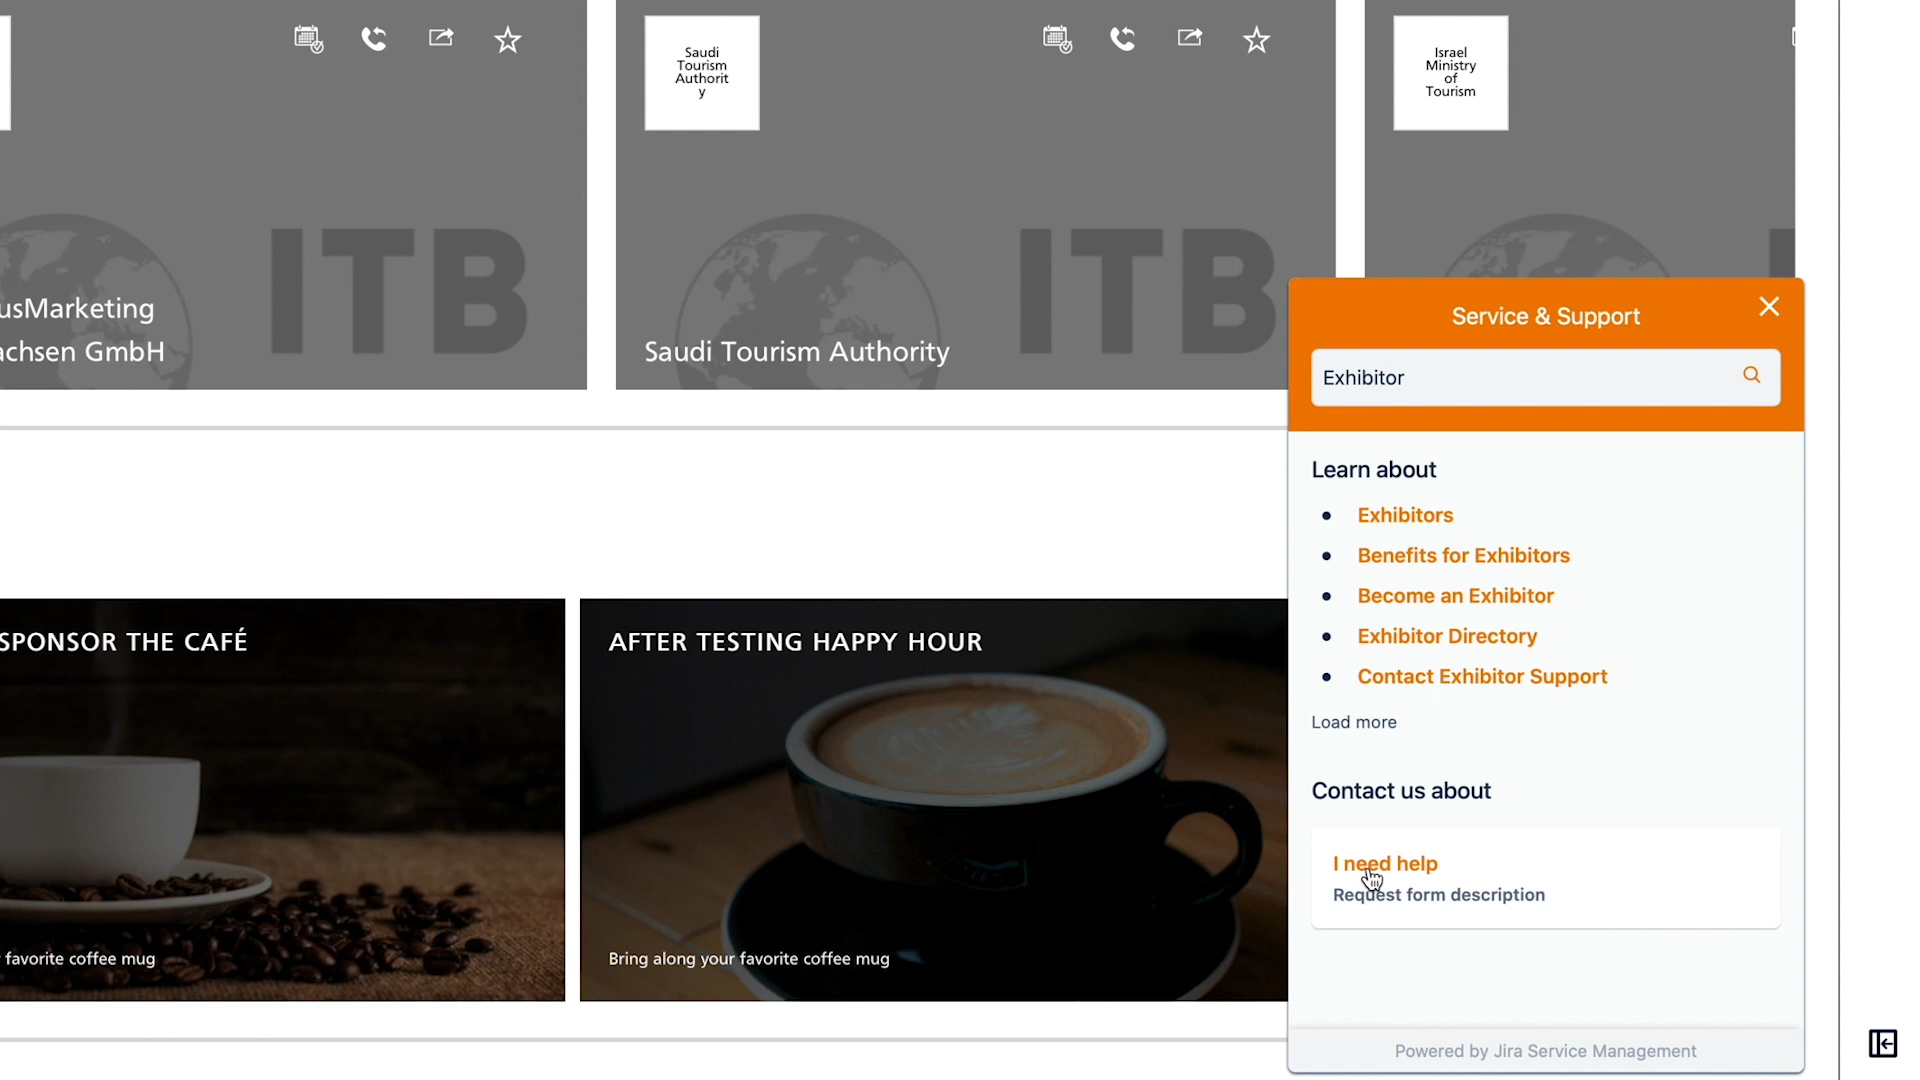 Saudi
Tourism
Authorit
y
Israel
Ministry
of
Tourism
ITB
ITB
usMarketing
achsen GmbH
Saudi Tourism Authority
Service & Support
Exhibitor
Learn about
Exhibitors
Benefits for Exhibitors
Become an Exhibitor
Exhibitor Directory
Contact Exhibitor Support
Load more
SPONSOR THE CAFÉ
AFTER TESTING HAPPY HOUR
Contact us about
I need help
Request form description
favorite coffee mug
Bring along your favorite coffee mug
Powered by Jira Service Management